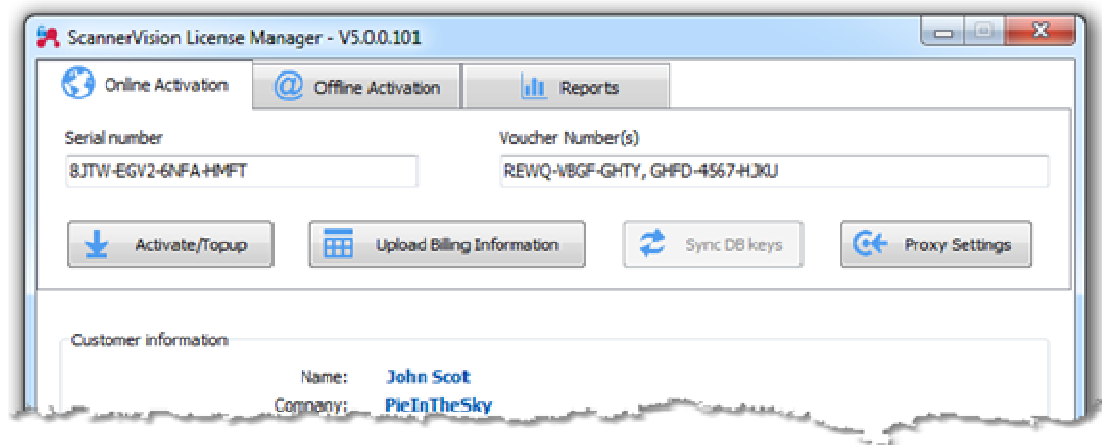 ScannerVision License Manager - V5.0.0.101
Online Activation
Offline Activation
Reports
Serial number
Voucher Number(s)
8JTW-EGV2-6NFA-HMFT
REWQ-VBGF-GHTY, GHFD-4567-HJKU
Activate/Topup
Upload Billing Information
Sync DB keys
Proxy Settings
Customer information
Name: John Scot
Company: PieInTheSky